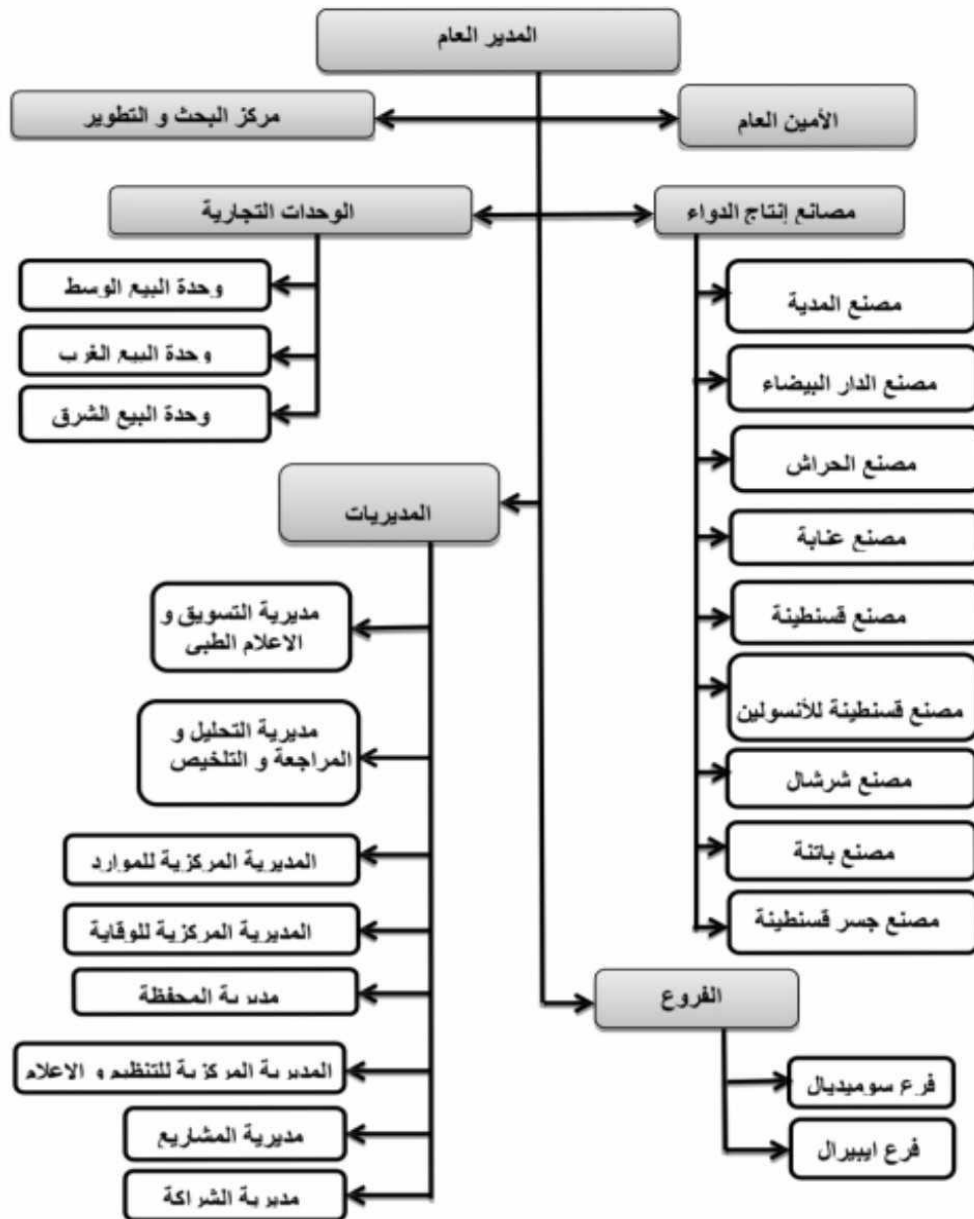 المدير العام
الأمين العام
مركز البحث و التطوير
مصانع إنتاج الدواء
الوحدات التجارية
مصنع المدية
مصنع الدار البيضاء
مصنع الحراش
مصنع عنابة
مصنع قسنطينة
مصنع قسنطينة للأنسولين
مصنع شرشال
مصنع باتنة
مصنع جسر قسنطينة
وحدة البيع الوسط
وحدة البيع الغرب
وحدة البيع الشرق
المديريات
مديرية التسويق و
الاعلام الطبي
مديرية التحليل و
المراجعة و التلخيص
المديرية المركزية للموارد
المديرية المركزية للوقاية
مديرية المحفظة
المديرية المركزية للتنظيم و الاعلام
مديرية المشاريع
مديرية الشراكة
الفروع
فرع سوميديال
فرع ايبيرال